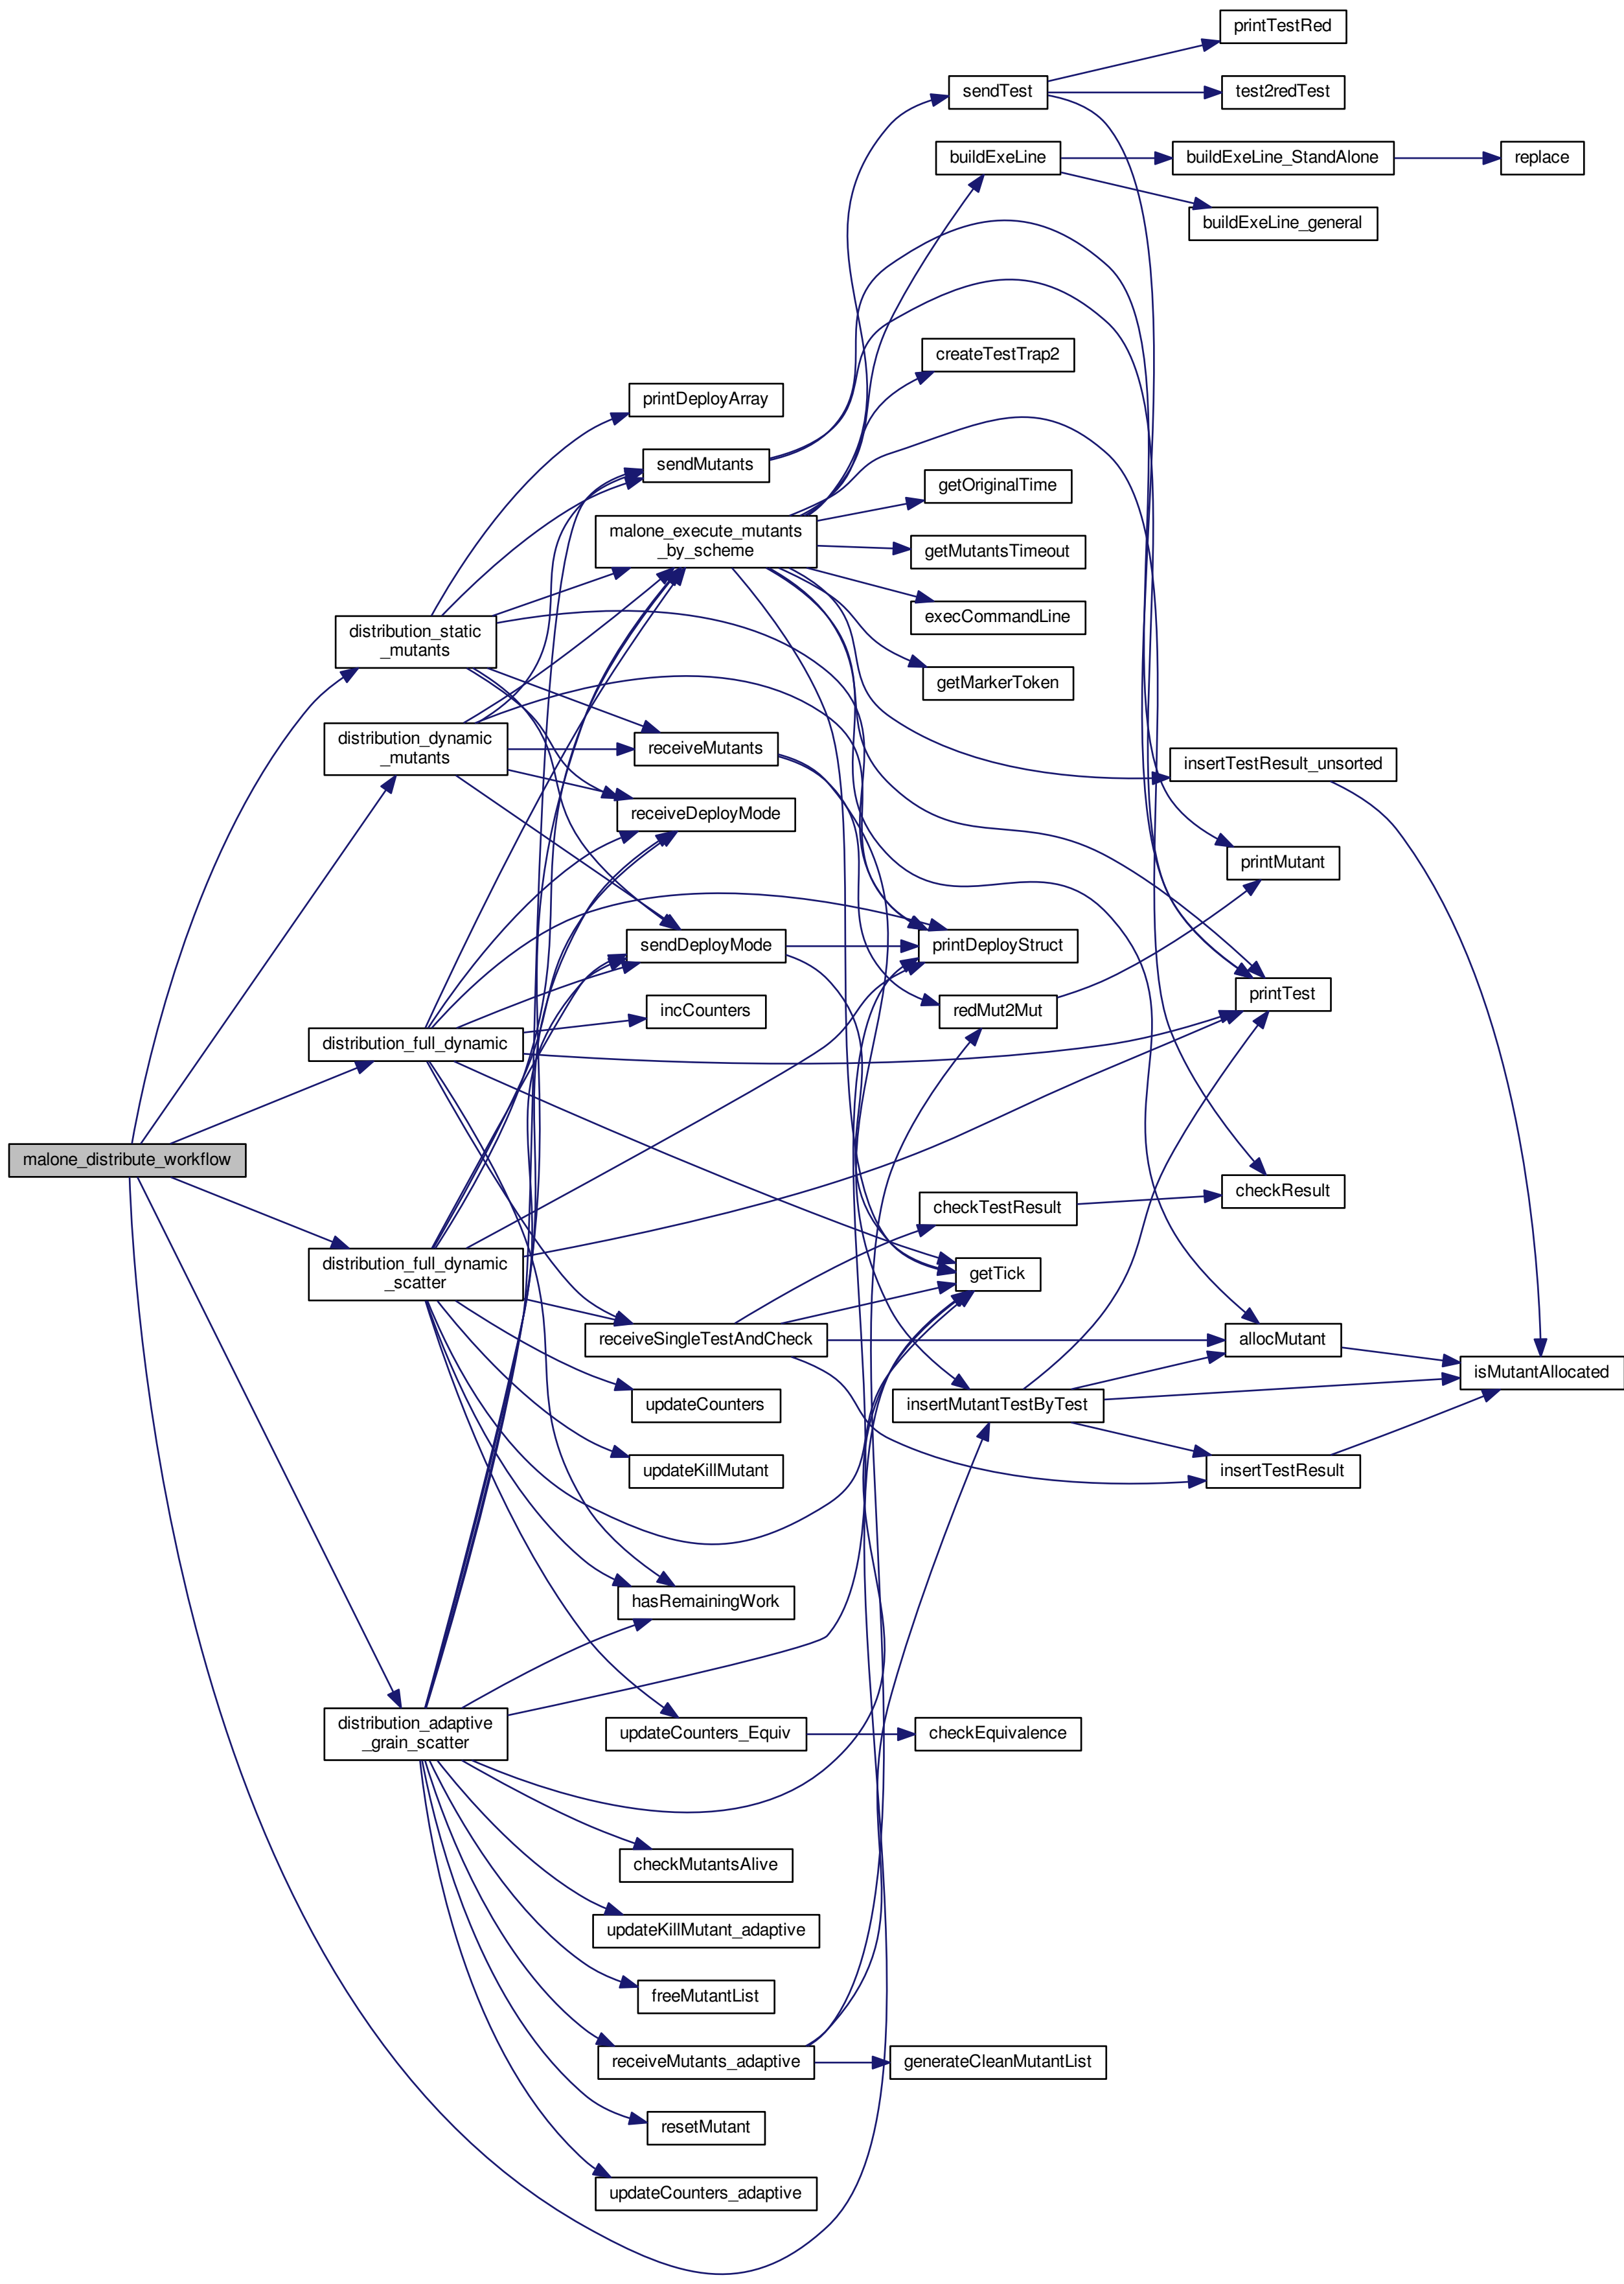 printTestRed
sendTest
test2redTest
buildExeLine
buildExeLine_StandAlone
replace
buildExeLine_general
createTestTrap2
printDeployArray
sendMutants
getOriginalTime
malone_execute_mutants
_by_scheme
getMutantsTimeout
execCommandLine
distribution_static
_mutants
getMarkerToken
distribution_dynamic
_mutants
receiveMutants
insertTestResult_unsorted
receiveDeployMode
printMutant
sendDeployMode
printDeployStruct
printTest
incCounters
redMut2Mut
distribution_full_dynamic
malone_distribute_workflow
checkTestResult
checkResult
distribution_full_dynamic
_scatter
getTick
receiveSingleTestAndCheck
allocMutant
isMutantAllocated
updateCounters
insertMutantTestByTest
updateKillMutant
insertTestResult
hasRemainingWork
distribution_adaptive
_grain_scatter
updateCounters_Equiv
checkEquivalence
checkMutantsAlive
updateKillMutant_adaptive
freeMutantList
receiveMutants_adaptive
generateCleanMutantList
resetMutant
updateCounters_adaptive